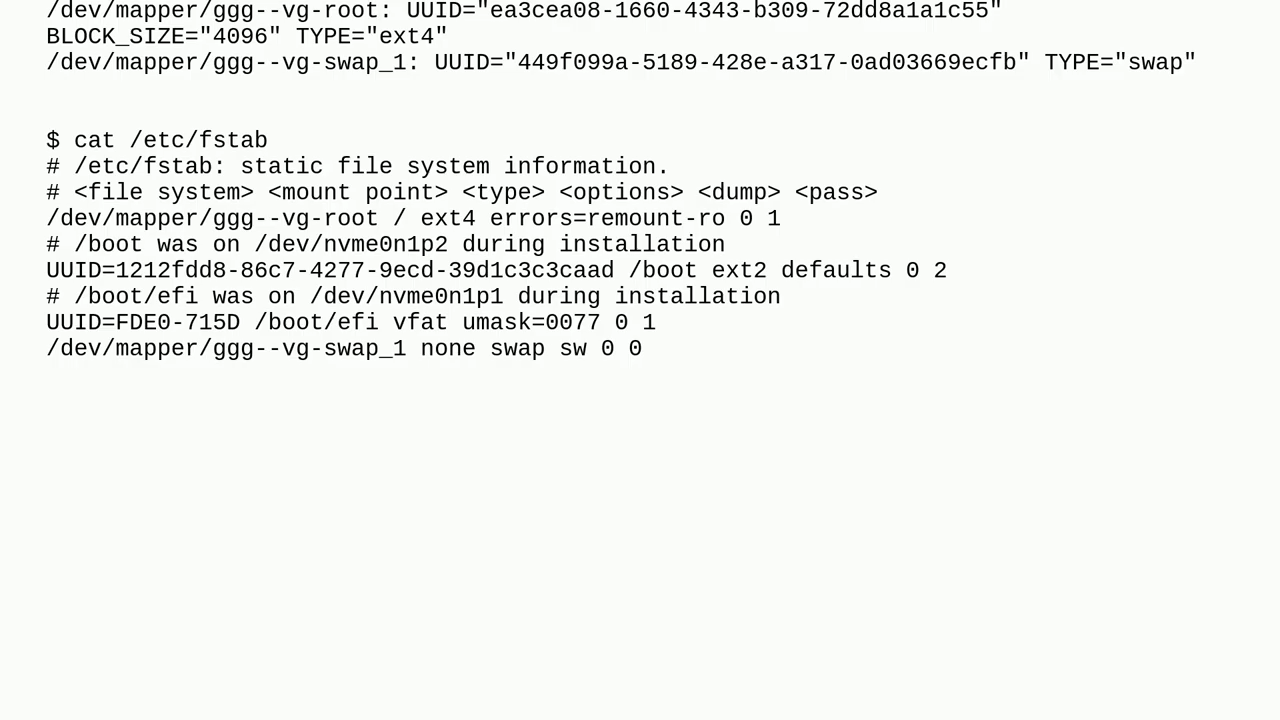 /dev/mapper/ggg--vg-root: UUID="ea3cea08-1660-4343-b309-72dd8a1a1c55"
BLOCK_SIZE="4096" TYPE="ext4"
/dev/mapper/ggg--vg-swap_1: UUID="449f099a-5189-428e-a317-0ad03669ecfb" TYPE="swap"
$ cat /etc/fstab
# /etc/fstab: static file system information.
# <file system> <mount point> <type> <options> <dump> <pass>
/dev/mapper/ggg--vg-root / ext4 errors=remount-ro 0 1
# /boot was on /dev/nvme0n1p2 during installation
UUID=1212fdd8-86c7-4277-9ecd-39d1c3c3caad /boot ext2 defaults 0 2
# /boot/efi was on /dev/nvme0n1p1 during installation
UUID=FDE0-715D /boot/efi vfat umask=0077 0 1
/dev/mapper/ggg--vg-swap_1 none swap sw 0 0